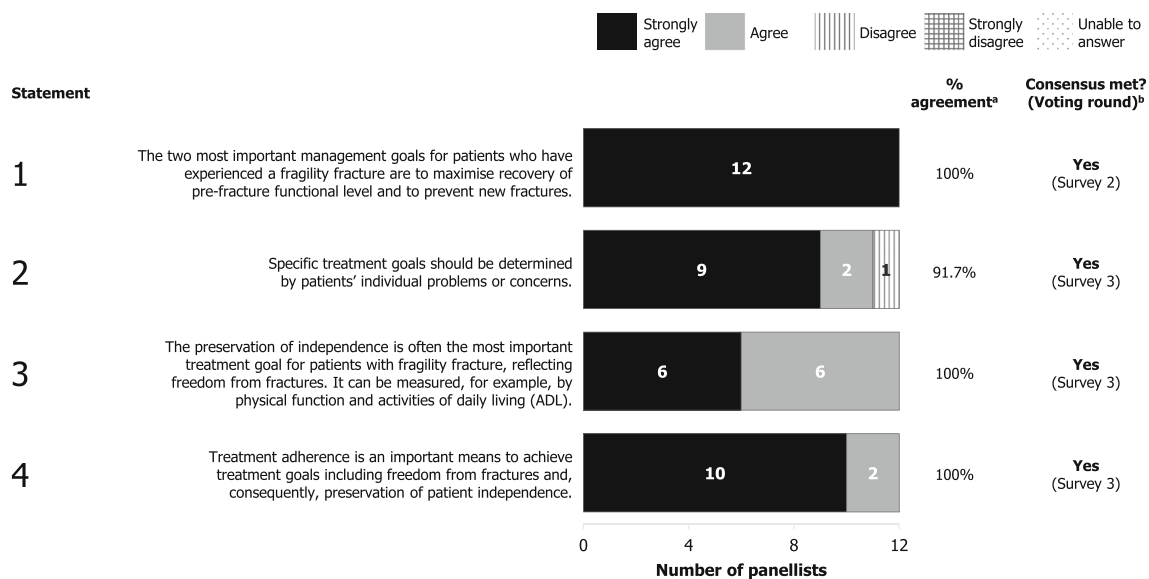 Strongly
agree
Agree
Disagree
Strongly
disagree
Unable to
answer
Statement
%
agreementᵃ
Consensus met?
(Voting round)ᵇ
1
The two most important management goals for patients who have
experienced a fragility fracture are to maximise recovery of
pre-fracture functional level and to prevent new fractures.
12
100%
Yes
(Survey 2)
2
Specific treatment goals should be determined
by patients’ individual problems or concerns.
9
2
1
91.7%
Yes
(Survey 3)
3
The preservation of independence is often the most important
treatment goal for patients with fragility fracture, reflecting
freedom from fractures. It can be measured, for example, by
physical function and activities of daily living (ADL).
6
6
100%
Yes
(Survey 3)
4
Treatment adherence is an important means to achieve
treatment goals including freedom from fractures and,
consequently, preservation of patient independence.
10
2
100%
Yes
(Survey 3)
0
4
8
12
Number of panellists